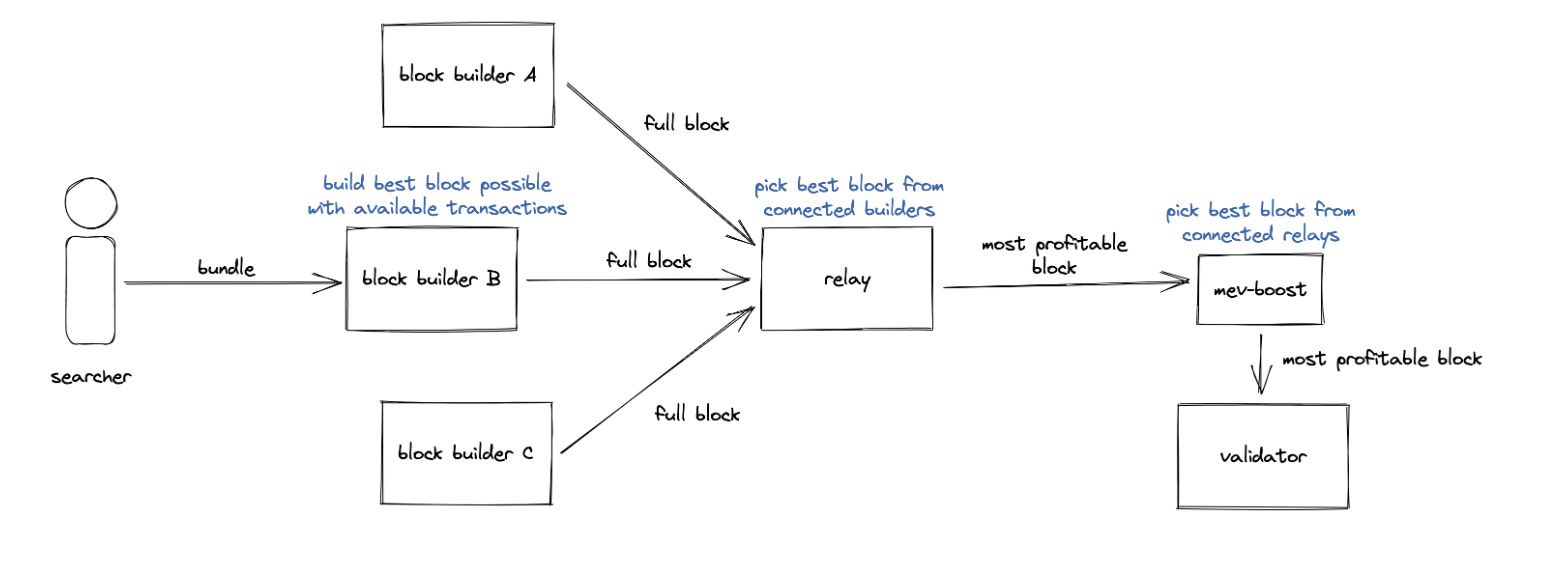 block builder A
full block
build best block possible
with available transactions
pick best block from
connected builders
pick best block from
connected relays
bundle
block builder B
full block
relay
most profitable
block
mev-boost
most profitable block
searcher
full block
block builder C
validator